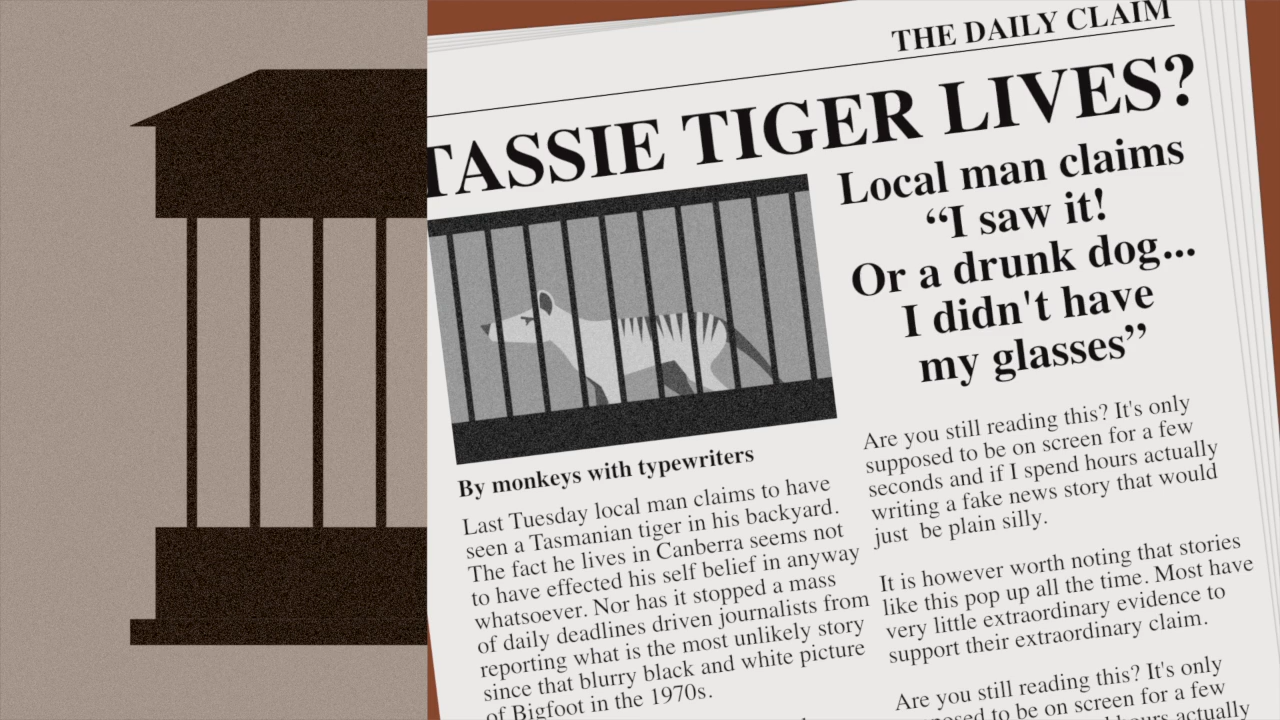 THE DAILY CLAIM
TASSIE TIGER LIVES?
Local man claims
“I saw it!
Or a drunk dog...
I didn't have
my glasses”
By monkeys with typewriters
Last Tuesday local man claims to have
seen a Tasmanian tiger in his backyard.
The fact he lives in Canberra seems not
to have effected his self belief in anyway
whatsoever. Nor has it stopped a mass
of daily deadlines driven journalists from
reporting what is the most unlikely story
since that blurry black and white picture
of Bigfoot in the 1970s.
Are you still reading this? It's only
supposed to be on screen for a few
seconds and if I spend hours actually
writing a fake news story that would
just  be plain silly.
It is however worth noting that stories
like this pop up all the time. Most have
very little extraordinary evidence to
support their extraordinary claim.
Are you still reading this? It's only
supposed to be on screen for a few
hours actually